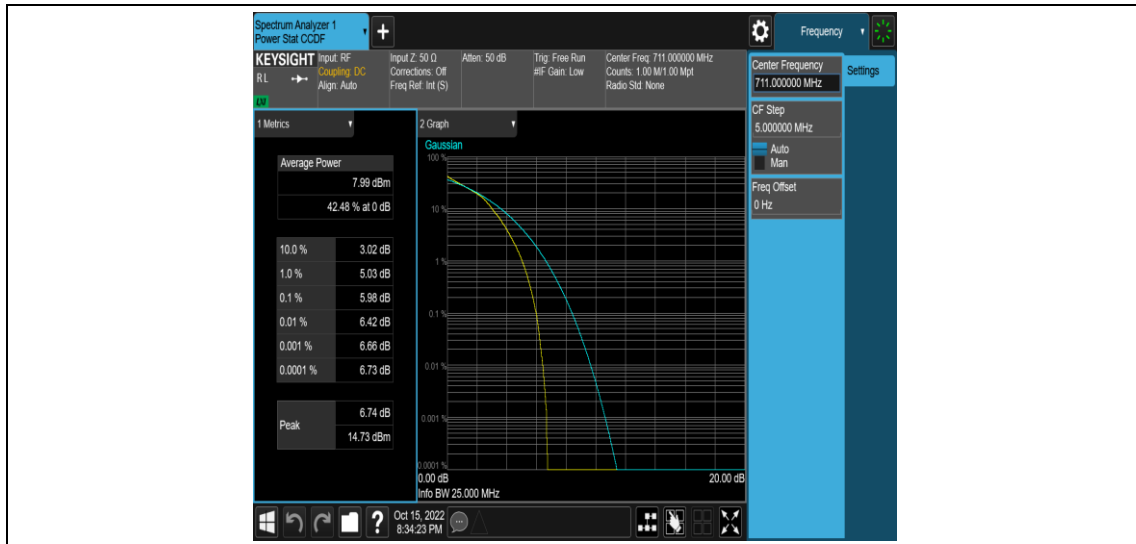 Spectrum Analyzer 1
Power Stat CCDF
Frequency
KEYSIGHT
RL
LXI
Input: RF
Coupling: DC
Align: Auto
Input Z: 50 Ω
Corrections: Off
Freq Ref: Int (S)
Atten: 50 dB
Trig: Free Run
#IF Gain: Low
Center Freq: 711.000000 MHz
Counts: 1.00 M/1.00 Mpt
Radio Std: None
Center Frequency
711.000000 MHz
Settings
CF Step
5.000000 MHz
Auto
Man
Freq Offset
0 Hz
1 Metrics
Average Power
7.99 dBm
42.48 % at 0 dB
10.0 % 3.02 dB
1.0 % 5.03 dB
0.1 % 5.98 dB
0.01 % 6.42 dB
0.001 % 6.66 dB
0.0001 % 6.73 dB
Peak
6.74 dB
14.73 dBm
2 Graph
Gaussian
100 %
10 %
1 %
0.1 %
0.01 %
0.001 %
0.0001 %
0.00 dB 20.00 dB
Info BW 25.000 MHz
?
Oct 15, 2022
8:34:23 PM